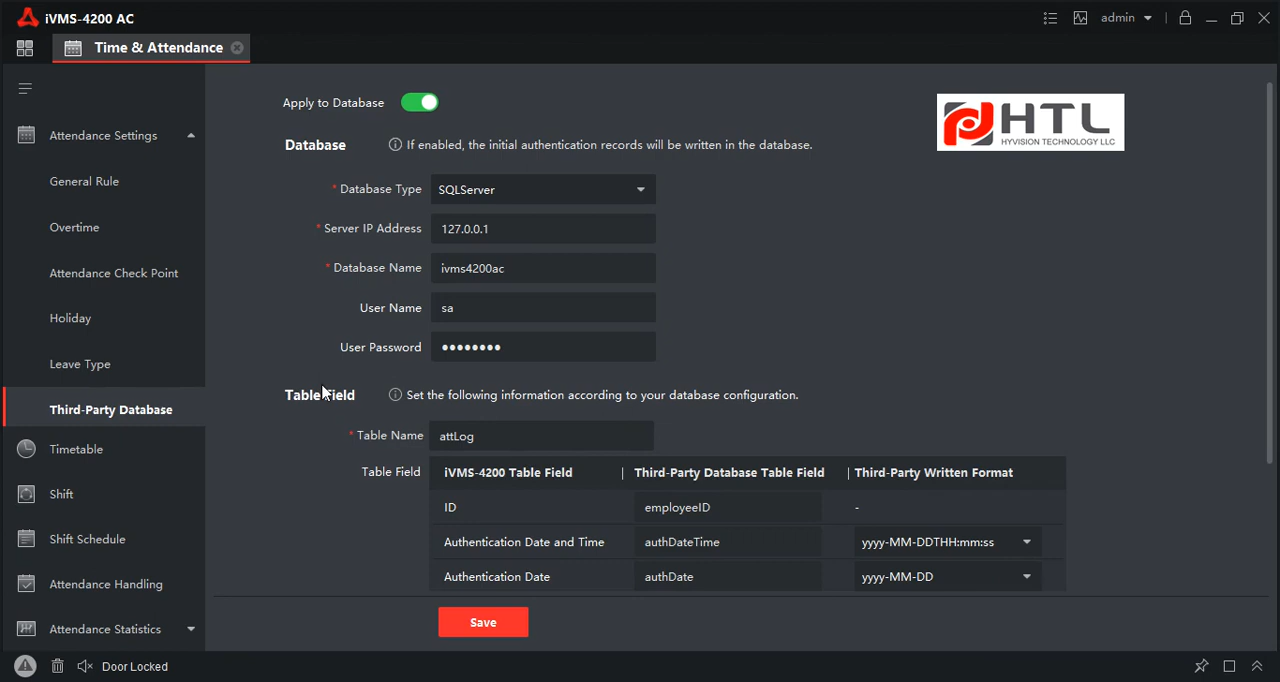 iVMS-4200 AC
admin
Time & Attendance
Attendance Settings
General Rule
Overtime
Attendance Check Point
Holiday
Leave Type
Third-Party Database
Timetable
Shift
Shift Schedule
Attendance Handling
Attendance Statistics
Apply to Database
HTL
HYVISION TECHNOLOGY LLC
Database If enabled, the initial authentication records will be written in the database.
* Database Type SQLServer
* Server IP Address 127.0.0.1
* Database Name ivms4200ac
User Name sa
User Password ●●●●●●●●
Table Field Set the following information according to your database configuration.
* Table Name attLog
Table Field iVMS-4200 Table Field | Third-Party Database Table Field | Third-Party Written Format
ID employeeID -
Authentication Date and Time authDateTime yyyy-MM-DDTHH:mm:ss
Authentication Date authDate yyyy-MM-DD
Save
Door Locked